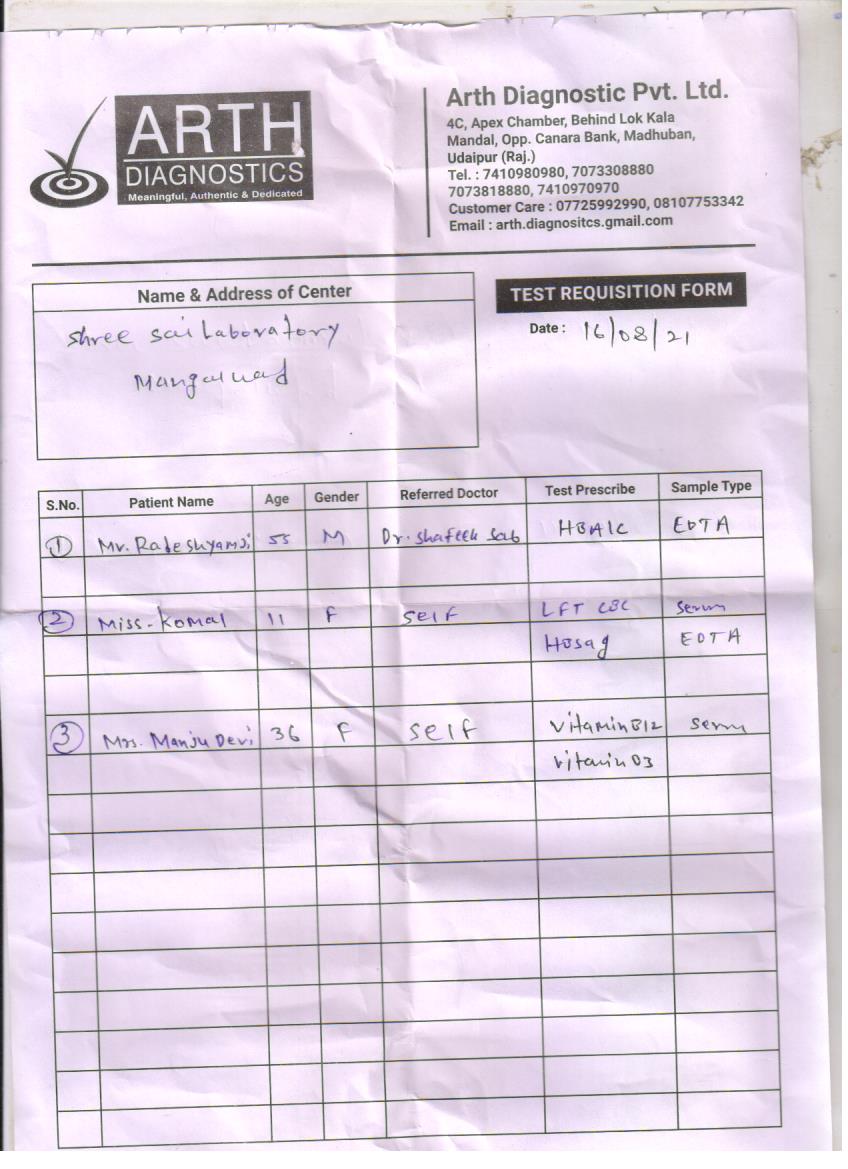 ARTH
DIAGNOSTICS
Meaningful, Authentic & Dedicated
Arth Diagnostic Pvt. Ltd.
4C, Apex Chamber, Behind Lok Kala
Mandal, Opp. Canara Bank, Madhuban,
Udaipur (Raj.)
Tel. : 7410980980, 7073308880
7073818880, 7410970970
Customer Care : 07725992990, 08107753342
Email : arth.diagnositcs.gmail.com
Name & Address of Center
Shree Sai Laboratory
TEST REQUISITION FORM
Date : 16/08/21
S.No. Patient Name Age Gender Referred Doctor Test Prescribe Sample Type
1 Mr. 55 M Dr. Shafeek Sab HBA1C EDTA
2 Miss-Komal 11 F Self LFT CBC Serum
HBsag EDTA
3 Mrs. Manju Devi 36 F Self Vitamin B12 Serum
Vitamin D3